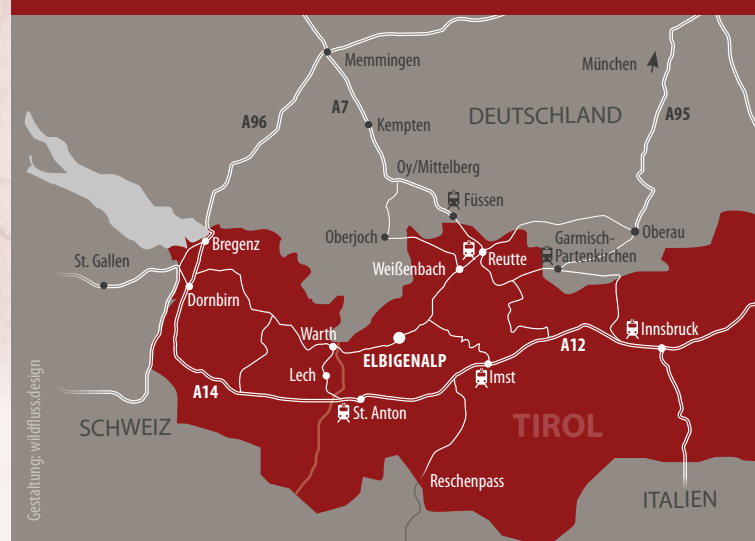 Memmingen
München
A7
A96
A95
DEUTSCHLAND
Kempten
Oy/Mittelberg
Füssen
Bregenz
Oberjoch
Garmisch-
Partenkirchen
Oberau
St. Gallen
Weißenbach
Reutte
Dornbirn
Warth
Innsbruck
ELBIGENALP
A12
Lech
Imst
A14
St. Anton
SCHWEIZ
TIROL
Reschenpass
ITALIEN
Gestaltung: wildfluss.design